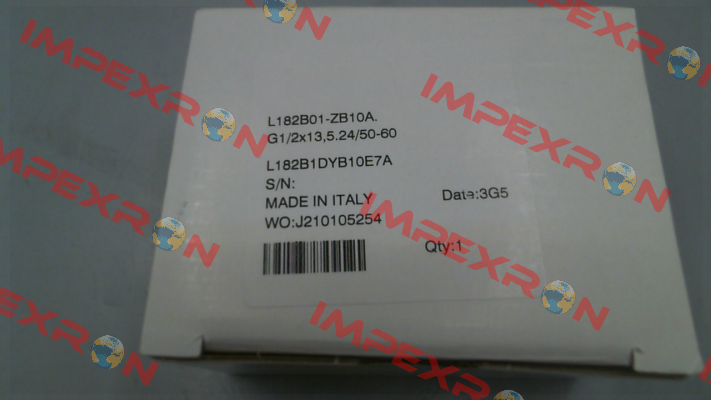 L182B01-ZB10A.
G1/2x13,5.24/50-60
L182B1DYB10E7A
S/N:
MADE IN ITALY
Date:3G5
WO:J210105254
Qty:1
IMPEXRON
IMPEXRON
IMPEXRON
IMPEXRON
IMPEXRON
IMPEXRON
IMPEXRON